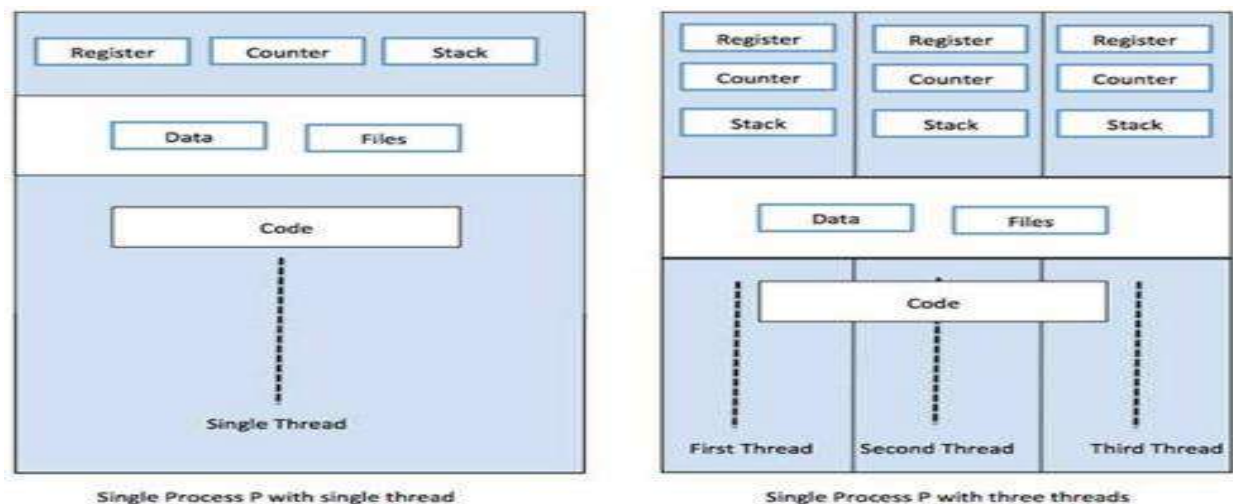 Register Counter Stack
Data Files
Code
Single Thread
Single Process P with single thread
Register Register Register
Counter Counter Counter
Stack Stack Stack
Data Files
Code
First Thread Second Thread Third Thread
Single Process P with three threads